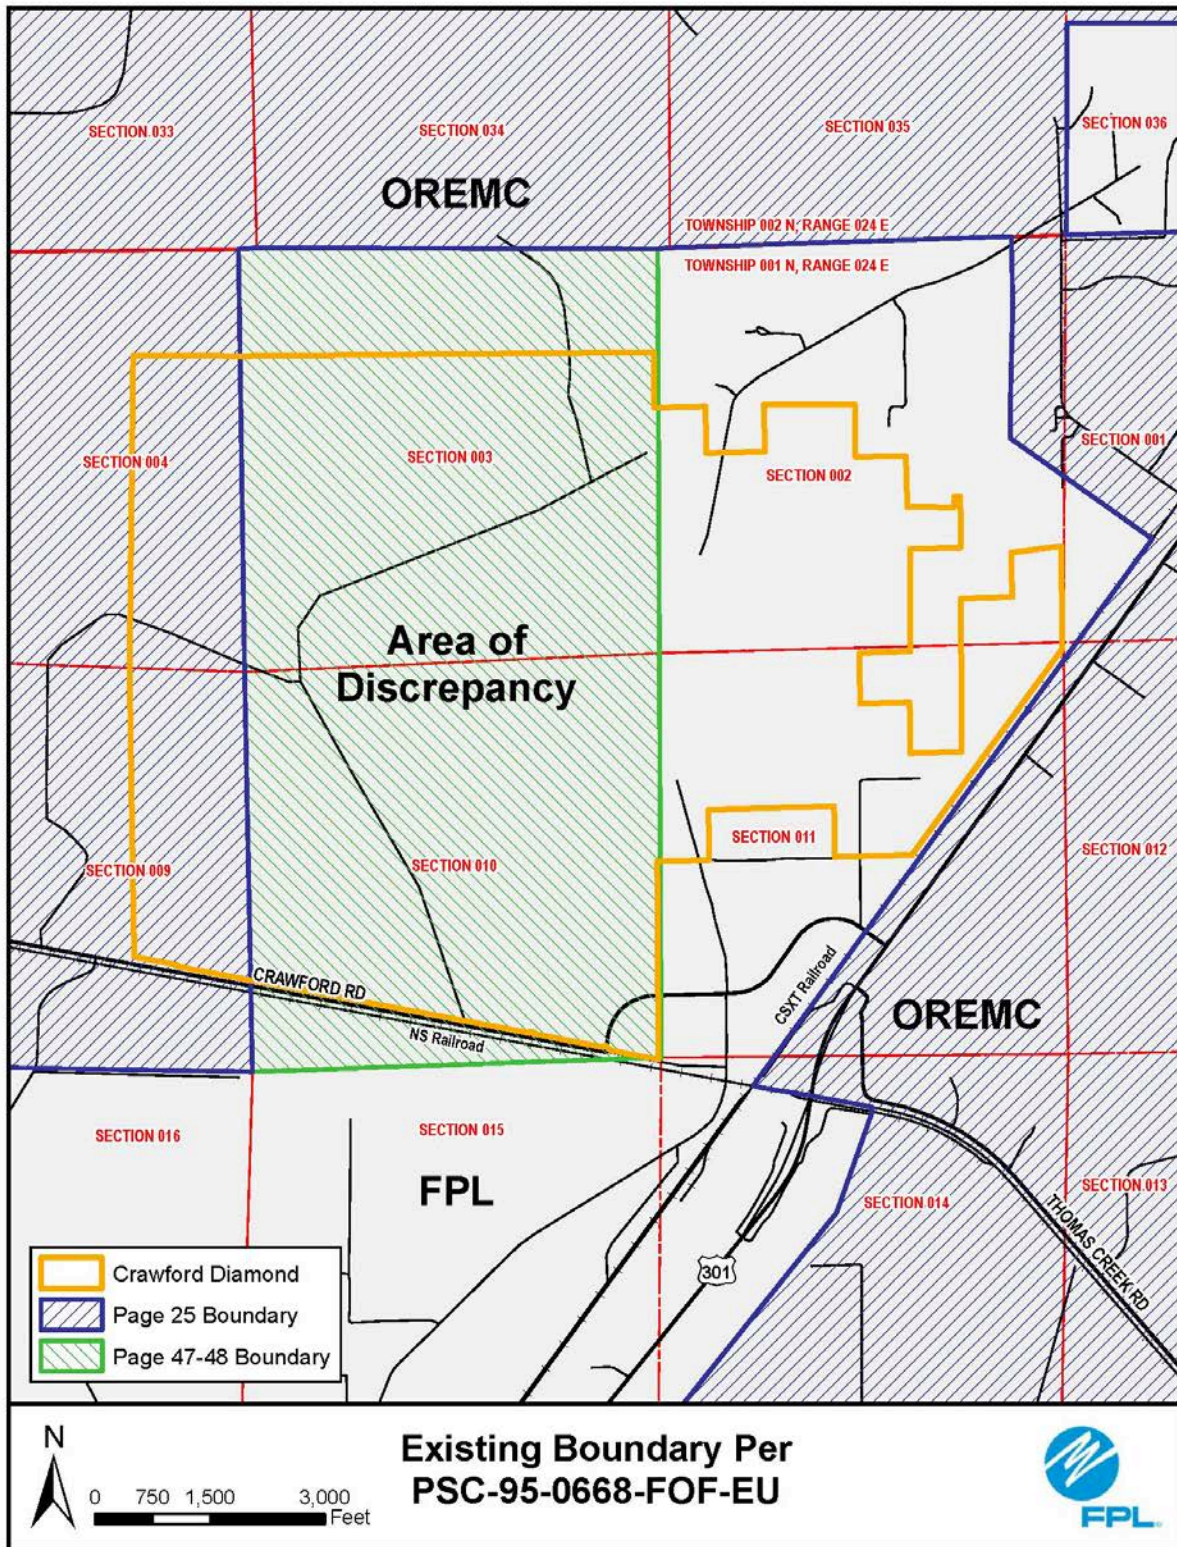 SECTION 033
SECTION 034
SECTION 035
SECTION 036
OREMC
TOWNSHIP 002 N, RANGE 024 E
TOWNSHIP 001 N, RANGE 024 E
SECTION 004
SECTION 003
SECTION 002
SECTION 001
Area of
Discrepancy
SECTION 009
SECTION 010
SECTION 011
SECTION 012
CRAWFORD RD
NS Railroad
CSXT Railroad
OREMC
SECTION 016
SECTION 015
FPL
SECTION 014
SECTION 013
THOMAS CREEK RD
301
Crawford Diamond
Page 25 Boundary
Page 47-48 Boundary
N
0 750 1,500 3,000
Feet
Existing Boundary Per
PSC-95-0668-FOF-EU
FPL